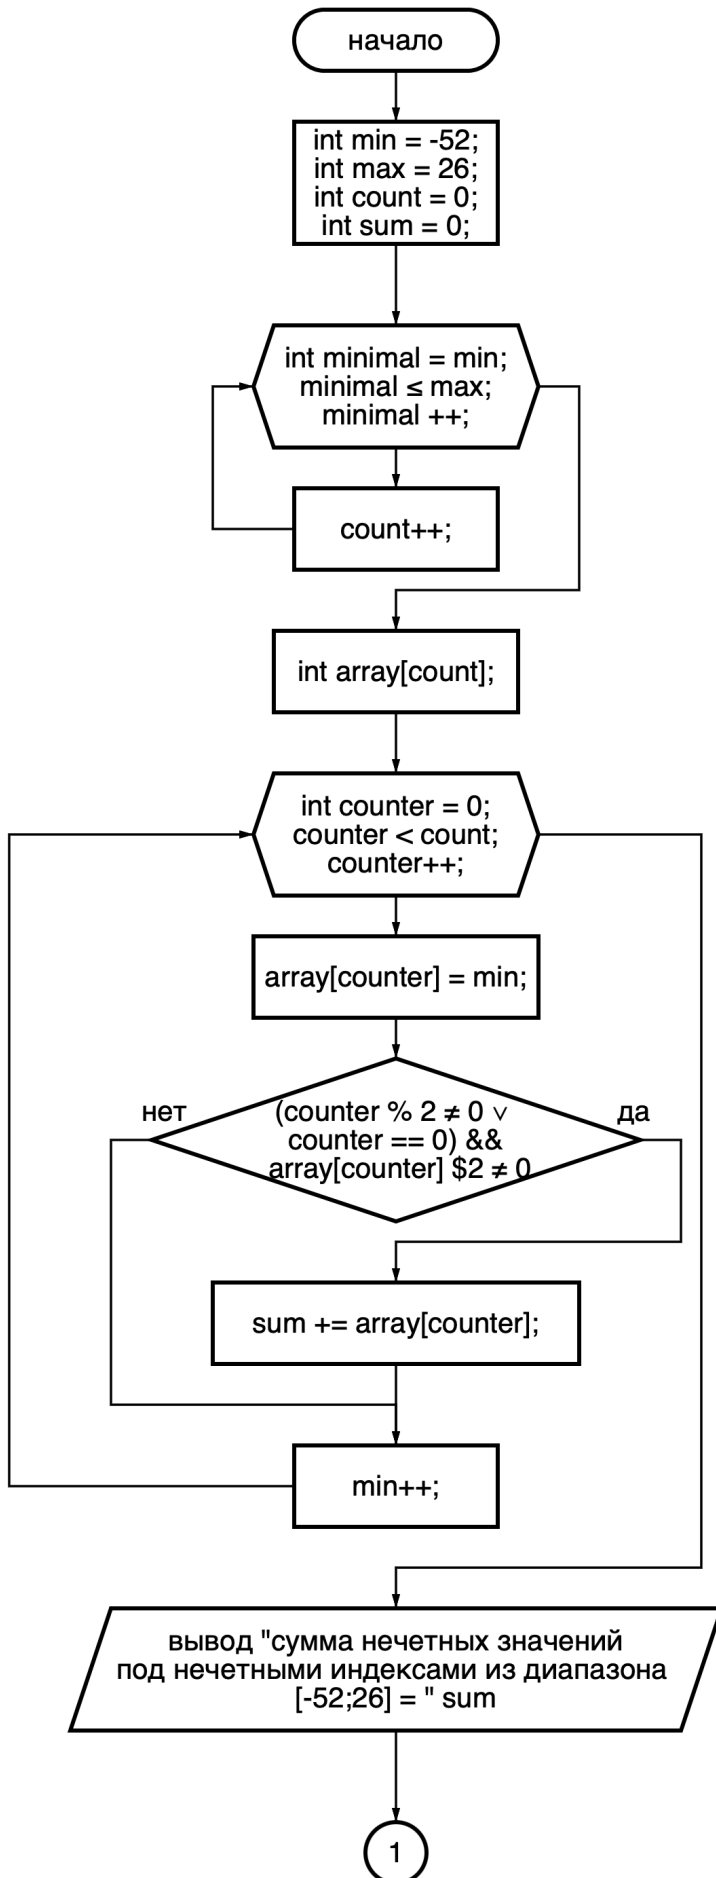 начало
int min = -52;
int max = 26;
int count = 0;
int sum = 0;
int minimal = min;
minimal ≤ max;
minimal ++;
count++;
int array[count];
int counter = 0;
counter < count;
counter++;
array[counter] = min;
нет
(counter % 2 ≠ 0 ∨
counter == 0) &&
array[counter] $2 ≠ 0
да
sum += array[counter];
min++;
вывод "сумма нечетных значений
под нечетными индексами из диапазона
[-52;26] = " sum
1